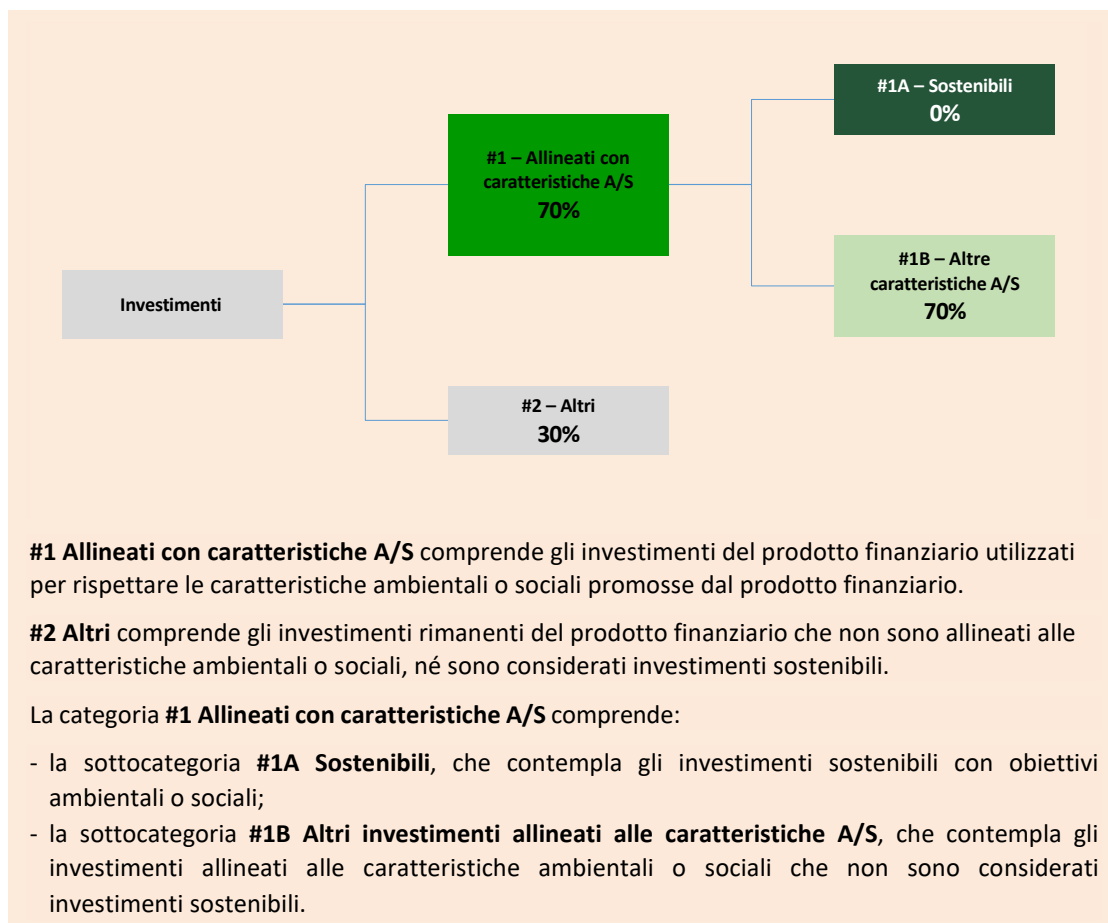 #1A – Sostenibili
0%
#1 – Allineati con
caratteristiche A/S
70%
#1B – Altre
caratteristiche A/S
70%
Investimenti
#2 – Altri
30%
#1 Allineati con caratteristiche A/S comprende gli investimenti del prodotto finanziario utilizzati
per rispettare le caratteristiche ambientali o sociali promosse dal prodotto finanziario.
#2 Altri comprende gli investimenti rimanenti del prodotto finanziario che non sono allineati alle
caratteristiche ambientali o sociali, né sono considerati investimenti sostenibili.
La categoria #1 Allineati con caratteristiche A/S comprende:
- la sottocategoria #1A Sostenibili, che contempla gli investimenti sostenibili con obiettivi
ambientali o sociali;
- la sottocategoria #1B Altri investimenti allineati alle caratteristiche A/S, che contempla gli
investimenti allineati alle caratteristiche ambientali o sociali che non sono considerati
investimenti sostenibili.